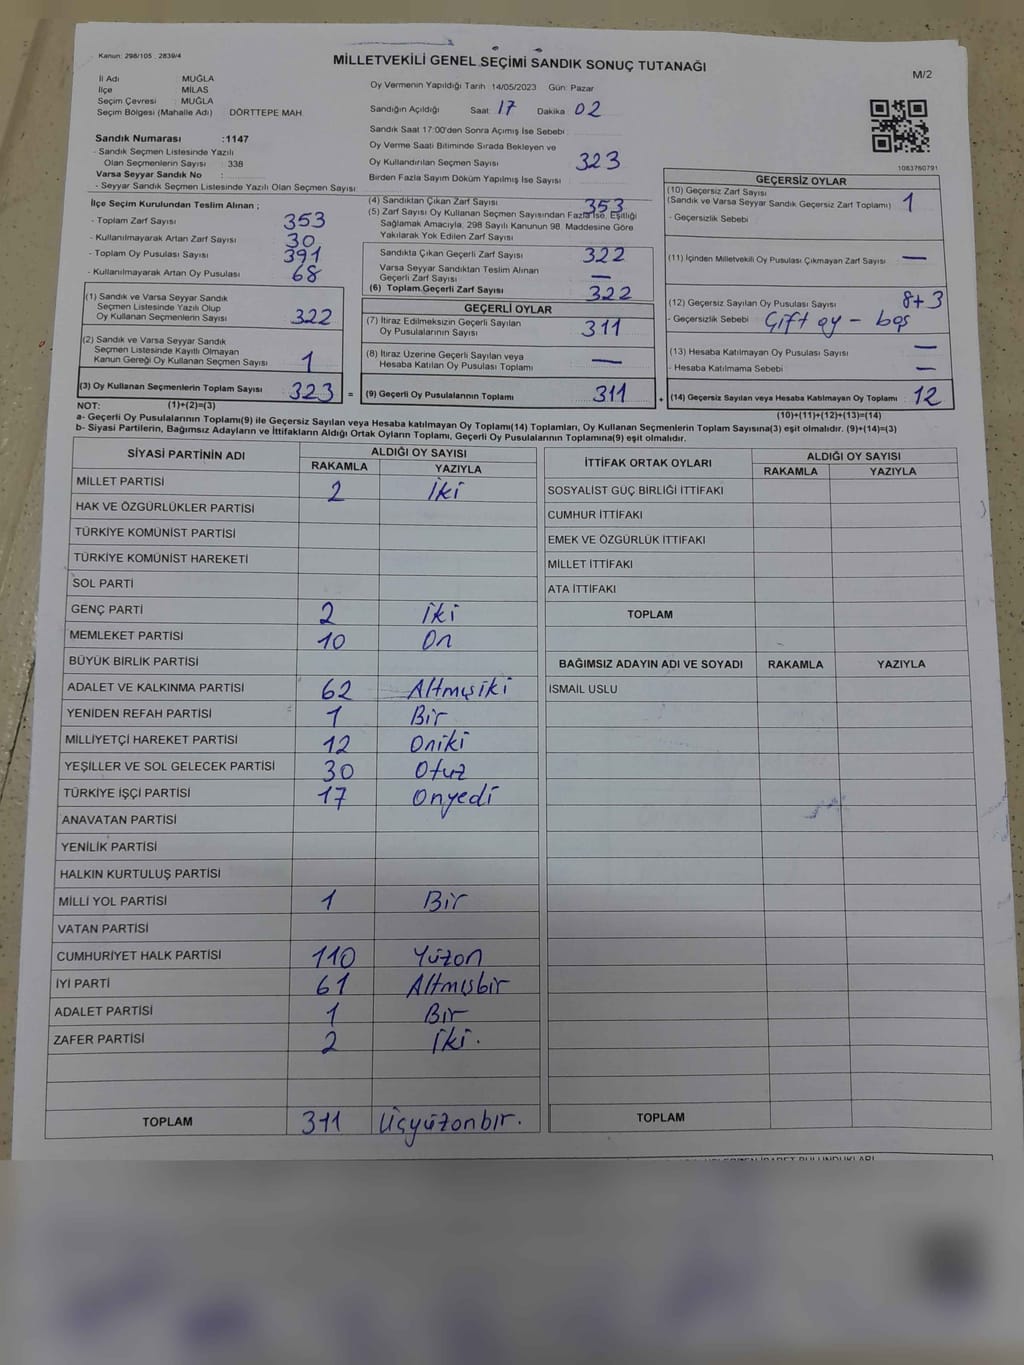 Kanun: 298/105 : 2839/4
MİLLETVEKİLİ GENEL SEÇİMİ SANDIK SONUÇ TUTANAĞI
M/2
İl Adı : MUĞLA
İlçe : MİLAS
Seçim Çevresi : MUĞLA
Seçim Bölgesi (Mahalle Adı) : DÖRTTEPE MAH.
Sandık Numarası :1147
- Sandık Seçmen Listesinde Yazılı
Olan Seçmenlerin Sayısı : 338
Varsa Seyyar Sandık No :
- Seyyar Sandık Seçmen Listesinde Yazılı Olan Seçmen Sayısı :
Oy Vermenin Yapıldığı Tarih : 14/05/2023 Gün: Pazar
Sandığın Açıldığı Saat 17 Dakika 02
Sandık Saat 17:00'den Sonra Açımış İse Sebebi :
Oy Verme Saati Bitiminde Sırada Bekleyen ve
Oy Kullandırılan Seçmen Sayısı 323
Birden Fazla Sayım Döküm Yapılmış İse Sayısı :
1083760791
İlçe Seçim Kurulundan Teslim Alınan ;
- Toplam Zarf Sayısı 353
- Kullanılmayarak Artan Zarf Sayısı 30
- Toplam Oy Pusulası Sayısı 391
- Kullanılmayarak Artan Oy Pusulası 68
(1) Sandık ve Varsa Seyyar Sandık
Seçmen Listesinde Yazılı Olup
Oy Kullanan Seçmenlerin Sayısı 322
(2) Sandık ve Varsa Seyyar Sandık
Seçmen Listesinde Kayıtlı Olmayan
Kanun Gereği Oy Kullanan Seçmen Sayısı 1
(3) Oy Kullanan Seçmenlerin Toplam Sayısı 323 =
(4) Sandıktan Çıkan Zarf Sayısı 353
(5) Zarf Sayısı Oy Kullanan Seçmen Sayısından Fazla İse, Eşitliği
Sağlamak Amacıyla, 298 Sayılı Kanunun 98. Maddesine Göre
Yakılarak Yok Edilen Zarf Sayısı
Sandıkta Çıkan Geçerli Zarf Sayısı 322
Varsa Seyyar Sandıktan Teslim Alınan
Geçerli Zarf Sayısı —
(6) Toplam Geçerli Zarf Sayısı 322
GEÇERLİ OYLAR
(7) İtiraz Edilmeksizin Geçerli Sayılan
Oy Pusulalarının Sayısı 311
(8) İtiraz Üzerine Geçerli Sayılan veya
Hesaba Katılan Oy Pusulası Toplamı —
(9) Geçerli Oy Pusulalarının Toplamı 311 +
GEÇERSİZ OYLAR
(10) Geçersiz Zarf Sayısı
(Sandık ve Varsa Seyyar Sandık Geçersiz Zarf Toplamı) 1
- Geçersizlik Sebebi
(11) İçinden Milletvekili Oy Pusulası Çıkmayan Zarf Sayısı —
(12) Geçersiz Sayılan Oy Pusulası Sayısı 8+3
- Geçersizlik Sebebi Çift oy - boş
(13) Hesaba Katılmayan Oy Pusulası Sayısı —
- Hesaba Katılmama Sebebi —
(14) Geçersiz Sayılan veya Hesaba Katılmayan Oy Toplamı 12
NOT: (1)+(2)=(3)
(10)+(11)+(12)+(13)=(14)
a- Geçerli Oy Pusulalarının Toplamı(9) ile Geçersiz Sayılan veya Hesaba katılmayan Oy Toplamı(14) Toplamları, Oy Kullanan Seçmenlerin Toplam Sayısına(3) eşit olmalıdır. (9)+(14)=(3)
b- Siyasi Partilerin, Bağımsız Adayların ve İttifakların Aldığı Ortak Oyların Toplamı, Geçerli Oy Pusulalarının Toplamına(9) eşit olmalıdır.
SİYASİ PARTİNİN ADI ALDIĞI OY SAYISI
RAKAMLA YAZIYLA
MİLLET PARTİSİ 2 İki
HAK VE ÖZGÜRLÜKLER PARTİSİ
TÜRKİYE KOMÜNİST PARTİSİ
TÜRKİYE KOMÜNİST HAREKETİ
SOL PARTİ
GENÇ PARTİ 2 İki
MEMLEKET PARTİSİ 10 On
BÜYÜK BİRLİK PARTİSİ
ADALET VE KALKINMA PARTİSİ 62 Altmışiki
YENİDEN REFAH PARTİSİ 1 Bir
MİLLİYETÇİ HAREKET PARTİSİ 12 Oniki
YEŞİLLER VE SOL GELECEK PARTİSİ 30 Otuz
TÜRKİYE İŞÇİ PARTİSİ 17 Onyedi
ANAVATAN PARTİSİ
YENİLİK PARTİSİ
HALKIN KURTULUŞ PARTİSİ
MİLLİ YOL PARTİSİ 1 Bir
VATAN PARTİSİ
CUMHURİYET HALK PARTİSİ 110 Yüzon
İYİ PARTİ 61 Altmışbir
ADALET PARTİSİ 1 Bir
ZAFER PARTİSİ 2 İki.
TOPLAM 311 Üçyüzonbir.
İTTİFAK ORTAK OYLARI ALDIĞI OY SAYISI
RAKAMLA YAZIYLA
SOSYALİST GÜÇ BİRLİĞİ İTTİFAKI
CUMHUR İTTİFAKI
EMEK VE ÖZGÜRLÜK İTTİFAKI
MİLLET İTTİFAKI
ATA İTTİFAKI
TOPLAM
BAĞIMSIZ ADAYIN ADI VE SOYADI RAKAMLA YAZIYLA
İSMAİL USLU
TOPLAM